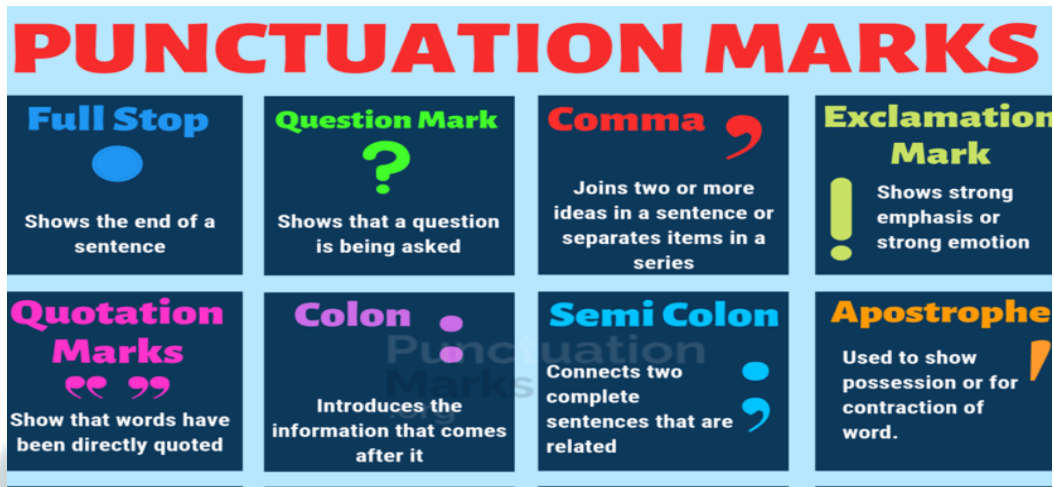 PUNCTUATION MARKS
Full Stop
Shows the end of a
sentence
Question Mark
?
Shows that a question
is being asked
Comma ,
Joins two or more
ideas in a sentence or
separates items in a
series
Exclamation
Mark
!
Shows strong
emphasis or
strong emotion
Quotation
Marks
“ ”
Show that words have
been directly quoted
Colon :
Introduces the
information that comes
after it
Semi Colon
;
Connects two
complete
sentences that are
related
Apostrophe
'
Used to show
possession or for
contraction of
word.
Punctuation
Marks
.org